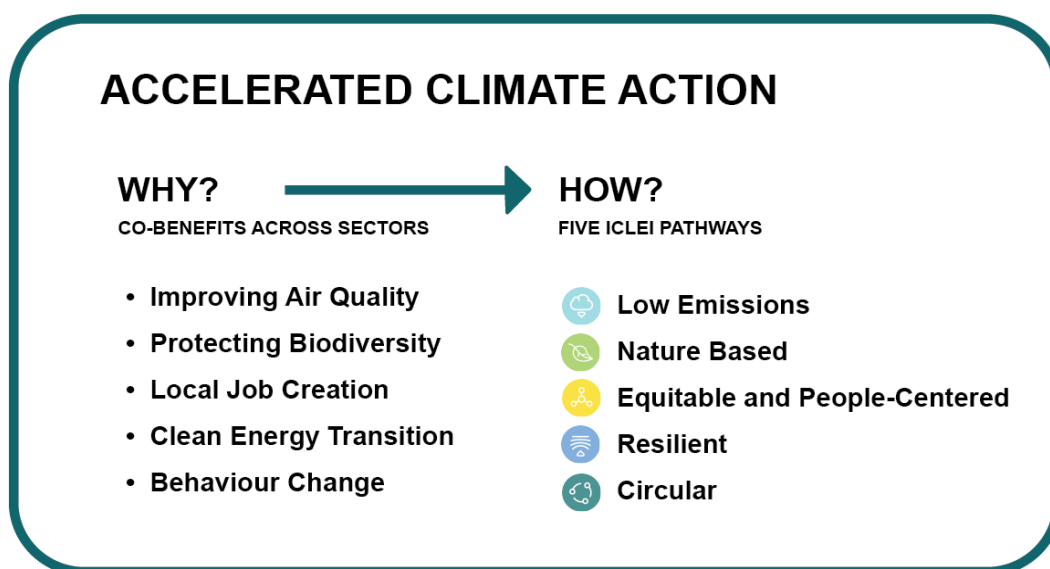 ACCELERATED CLIMATE ACTION
WHY?
CO-BENEFITS ACROSS SECTORS
• Improving Air Quality
• Protecting Biodiversity
• Local Job Creation
• Clean Energy Transition
• Behaviour Change
HOW?
FIVE ICLEI PATHWAYS
Low Emissions
Nature Based
Equitable and People-Centered
Resilient
Circular